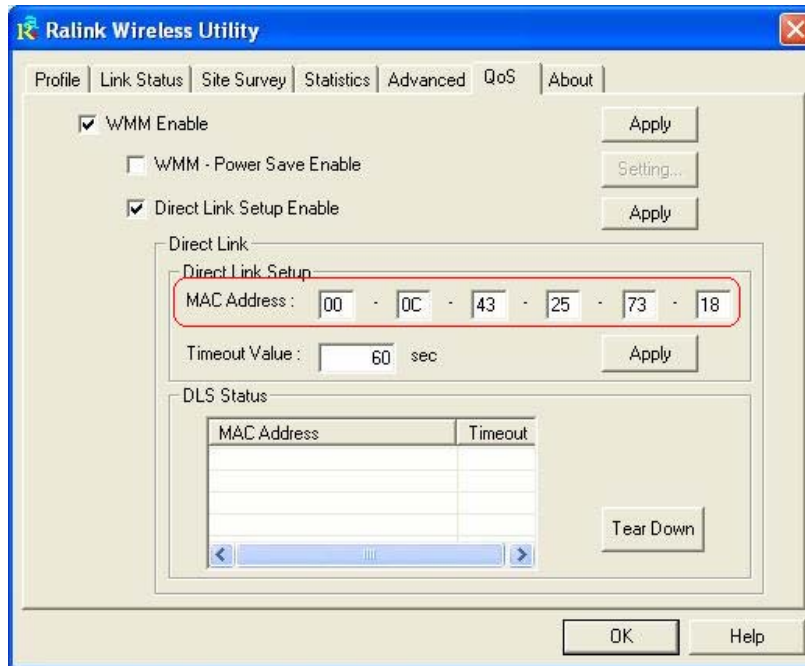 Ralink Wireless Utility
Profile Link Status Site Survey Statistics Advanced QoS About
WMM Enable Apply
WMM - Power Save Enable Setting...
Direct Link Setup Enable Apply
Direct Link
Direct Link Setup
MAC Address : 00 - 0C - 43 - 25 - 73 - 18
Timeout Value : 60 sec Apply
DLS Status
MAC Address Timeout
Tear Down
OK Help